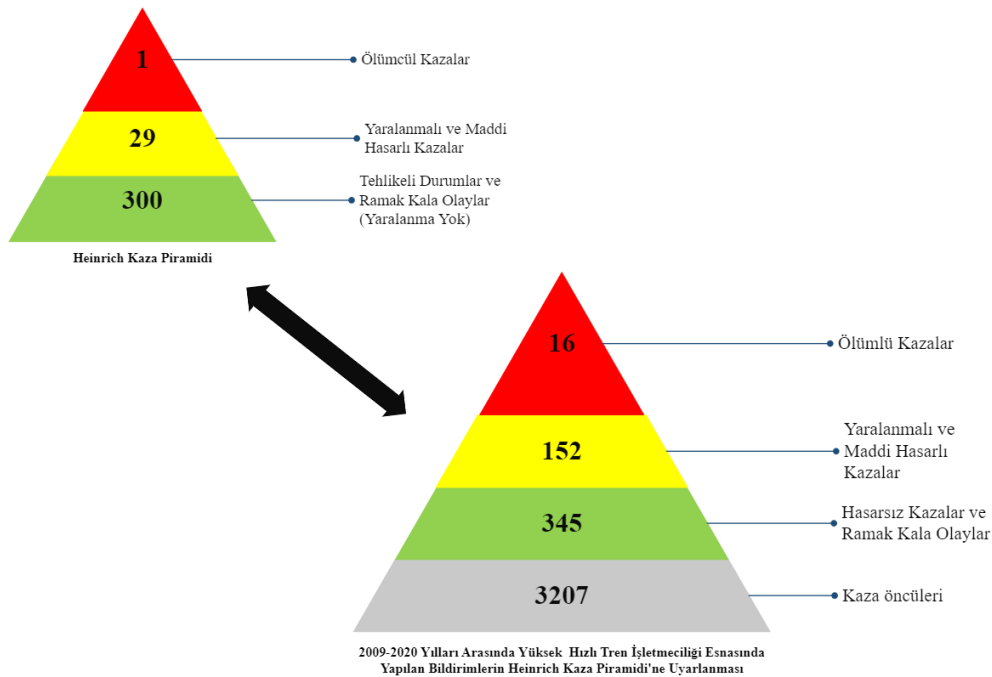 1
Ölümcül Kazalar
29
Yaralanmalı ve Maddi
Hasarlı Kazalar
300
Tehlikeli Durumlar ve
Ramak Kala Olaylar
(Yaralanma Yok)
Heinrich Kaza Piramidi
16
Ölümlü Kazalar
152
Yaralanmalı ve
Maddi Hasarlı
Kazalar
345
Hasarsız Kazalar ve
Ramak Kala Olaylar
3207
Kaza öncüleri
2009-2020 Yılları Arasında Yüksek Hızlı Tren İşletmeciliği Esnasında
Yapılan Bildirimlerin Heinrich Kaza Piramidi'ne Uyarlanması